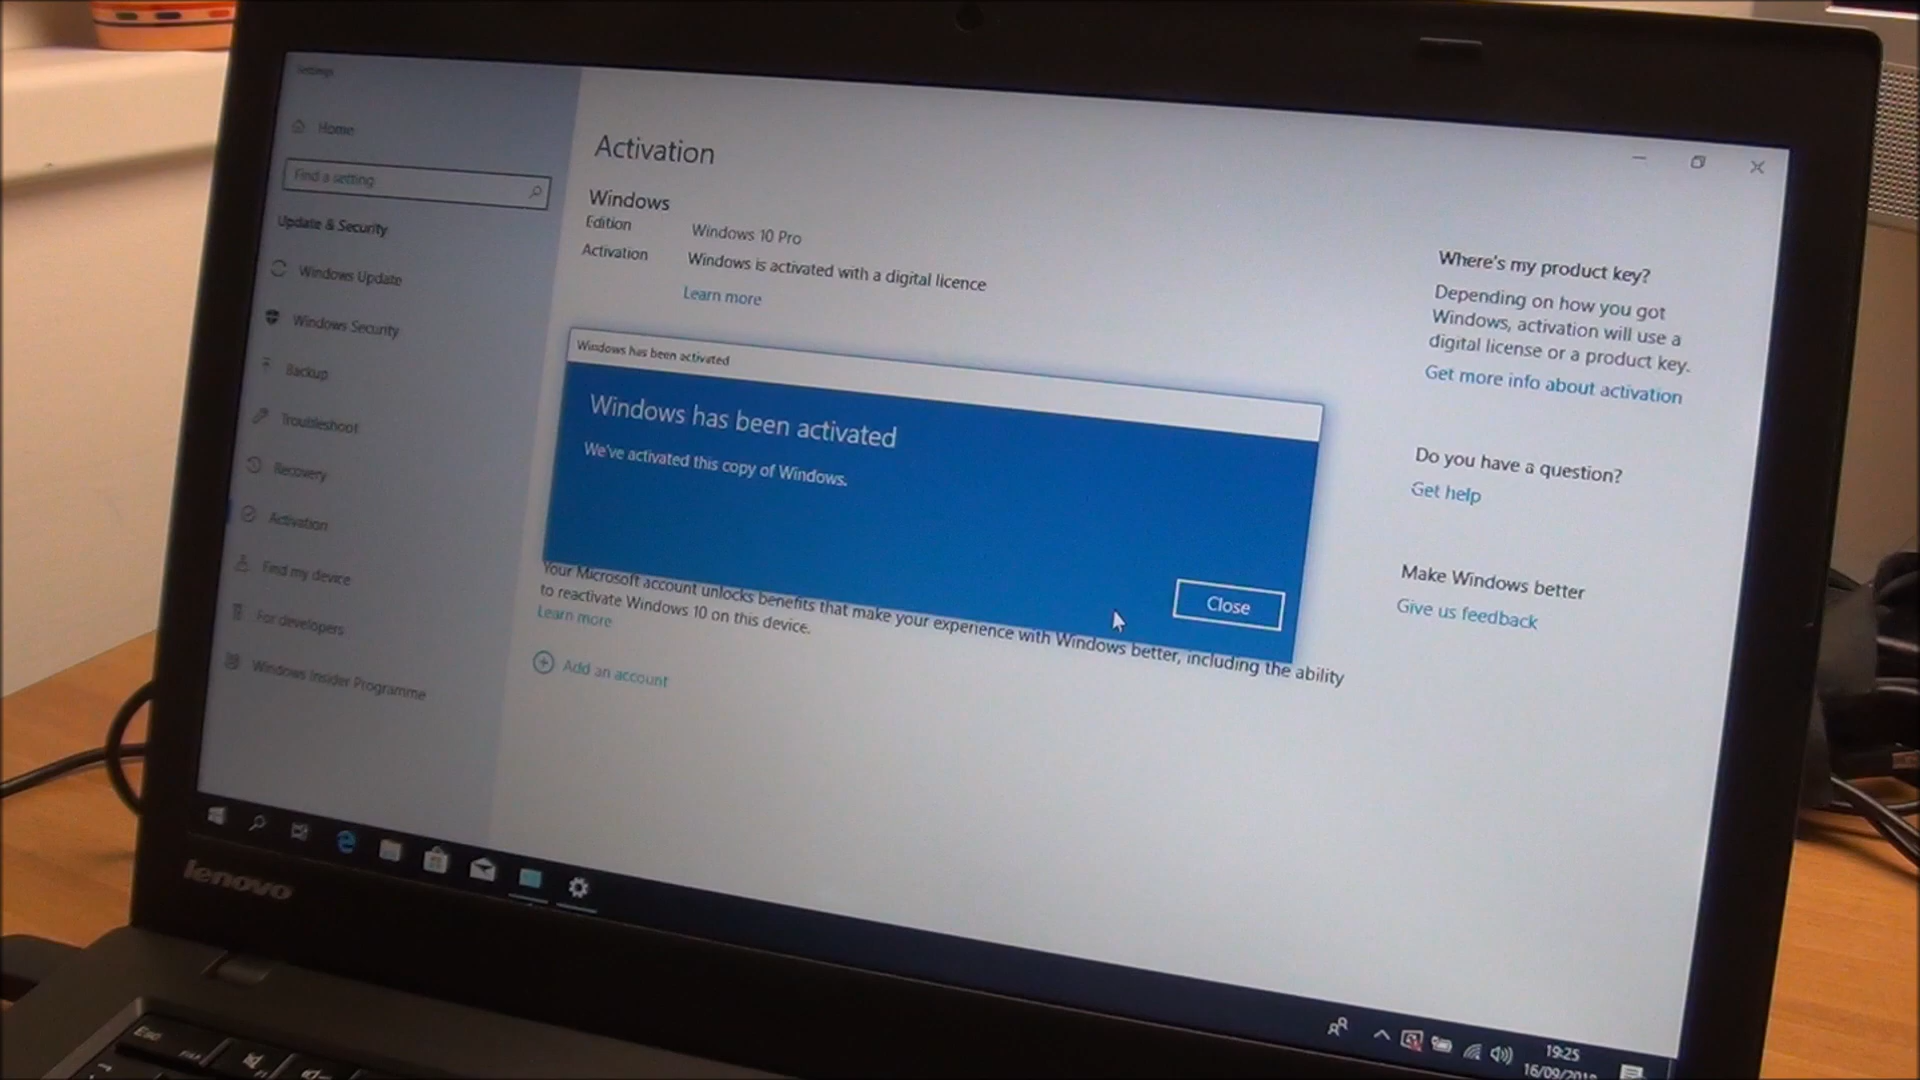 Settings
Home
Find a setting
Update & Security
Windows Update
Windows Security
Backup
Troubleshoot
Recovery
Activation
Find my device
For developers
Windows Insider Programme
Activation
Windows
Edition Windows 10 Pro
Activation Windows is activated with a digital licence
Learn more
Windows has been activated
Windows has been activated
We've activated this copy of Windows.
Close
Your Microsoft account unlocks benefits that make your experience with Windows better, including the ability
to reactivate Windows 10 on this device.
Learn more
Add an account
Where's my product key?
Depending on how you got
Windows, activation will use a
digital license or a product key.
Get more info about activation
Do you have a question?
Get help
Make Windows better
Give us feedback
19:25
lenovo
Esc